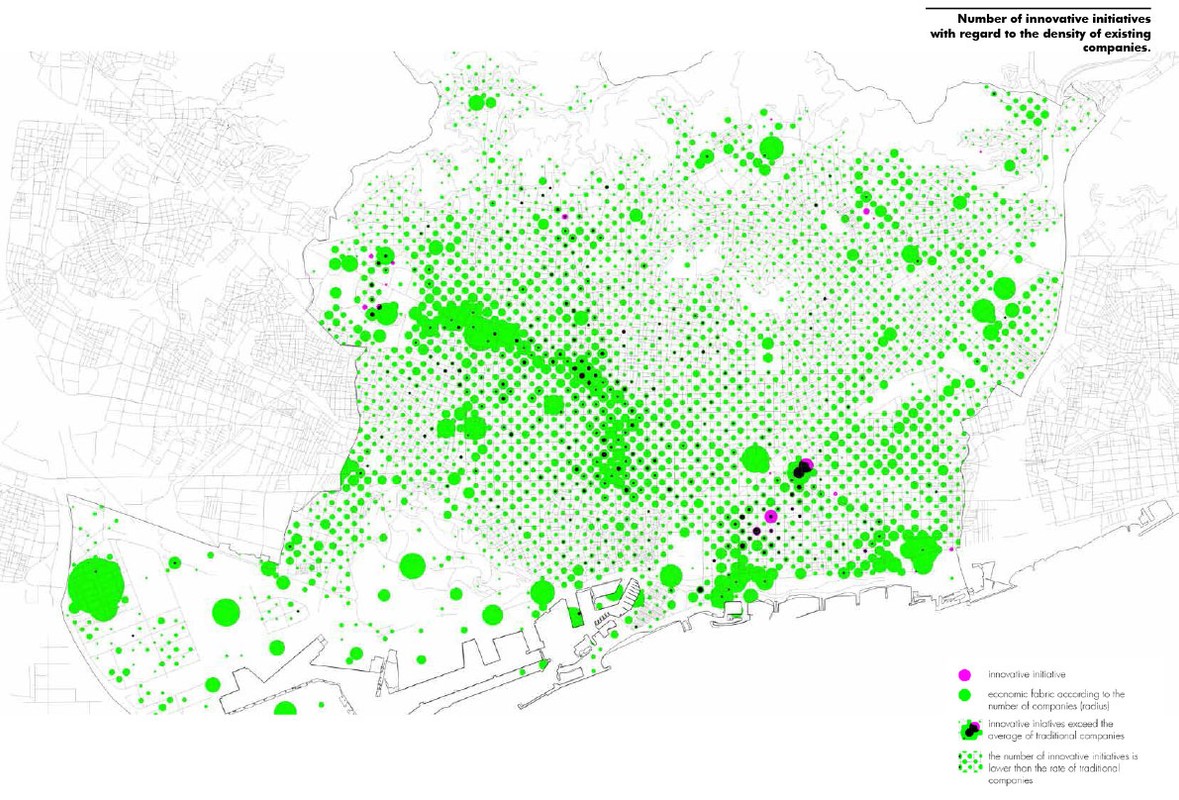 Number of innovative initiatives
with regard to the density of existing
companies.
innovative initiative
economic fabric according to the
number of companies (radius)
innovative iniatives exceed the
average of traditional companies
the number of innovative initiatives is
lower than the rate of traditional
companies